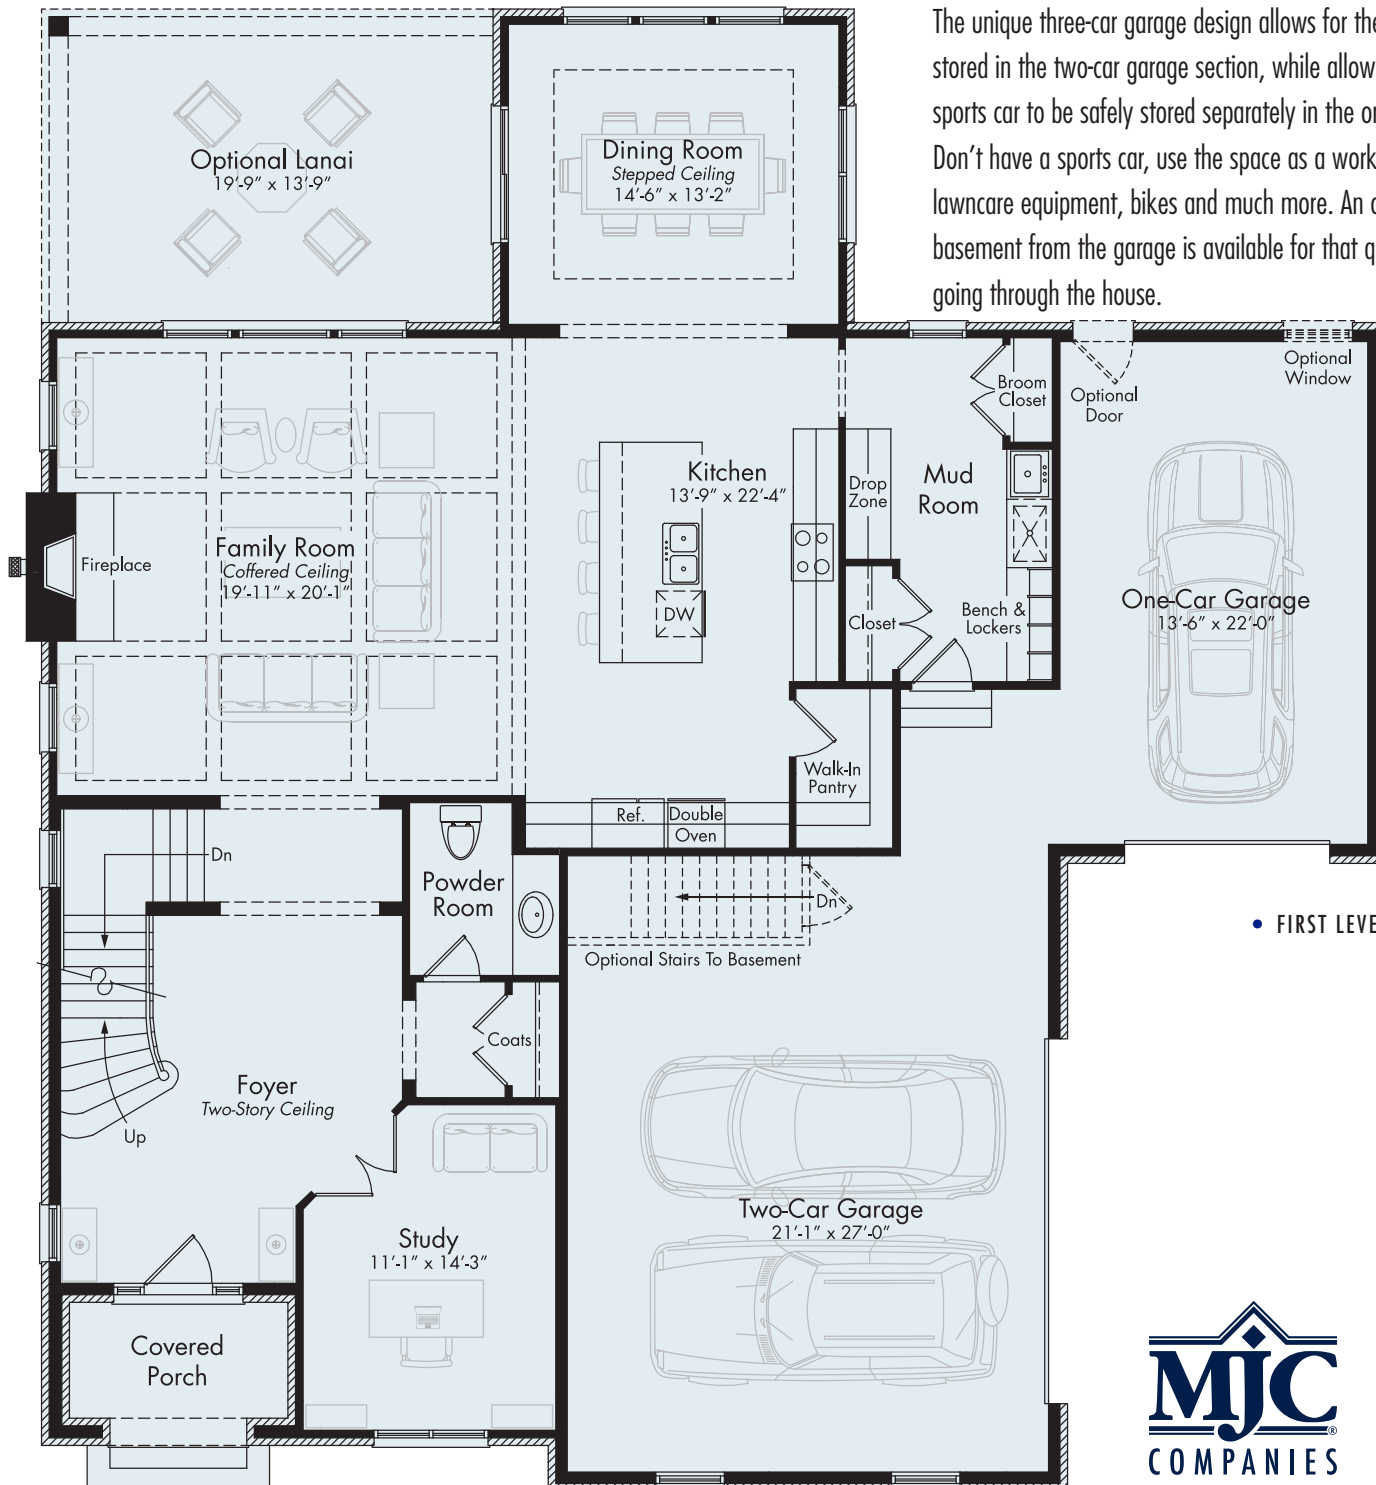 The unique three-car garage design allows for the
stored in the two-car garage section, while allow
sports car to be safely stored separately in the
Don't have a sports car, use the space as a work
lawncare equipment, bikes and much more. An
basement from the garage is available for that
going through the house.
Optional Lanai
19'-9" x 13'-9"
Dining Room
Stepped Ceiling
14'-6" x 13'-2"
Optional
Window
Optional
Door
Broom
Closet
Kitchen
13'-9" x 22'-4"
Drop
Zone
Mud
Room
Fireplace
Family Room
Coffered Ceiling
19'-11" x 20'-1"
DW
Closet
Bench &
Lockers
One-Car Garage
13'-6" x 22'-0"
Walk-In
Pantry
Ref.
Double
Oven
Dn
Powder
Room
Dn
Optional Stairs To Basement
• FIRST LEVE
Coats
Foyer
Two-Story Ceiling
Up
Study
11'-1" x 14'-3"
Two-Car Garage
21'-1" x 27'-0"
Covered
Porch
MJC®
COMPANIES